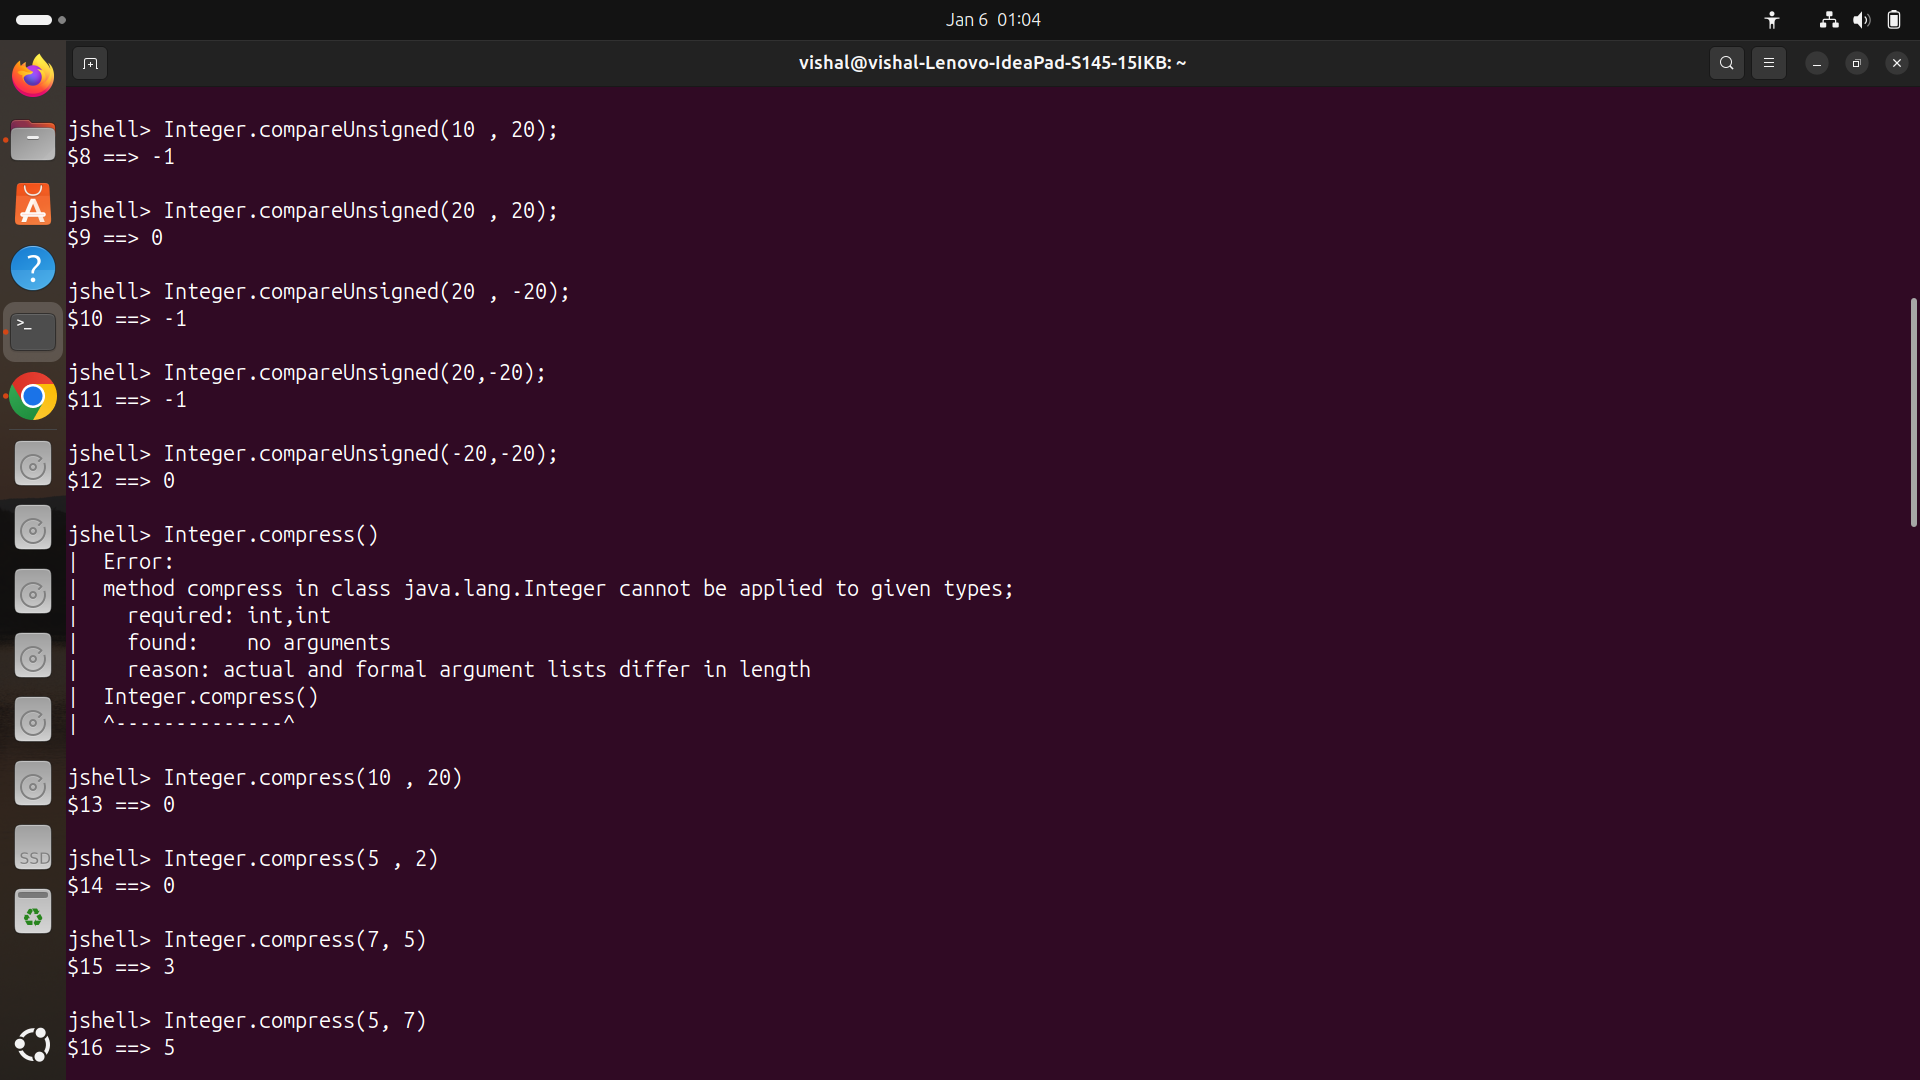 Jan 6 01:04
vishal@vishal-Lenovo-IdeaPad-S145-15IKB: ~
jshell> Integer.compareUnsigned(10 , 20);
$8 ==> -1
jshell> Integer.compareUnsigned(20 , 20);
$9 ==> 0
jshell> Integer.compareUnsigned(20 , -20);
$10 ==> -1
jshell> Integer.compareUnsigned(20,-20);
$11 ==> -1
jshell> Integer.compareUnsigned(-20,-20);
$12 ==> 0
jshell> Integer.compress()
|  Error:
|  method compress in class java.lang.Integer cannot be applied to given types;
|    required: int,int
|    found:    no arguments
|    reason: actual and formal argument lists differ in length
|  Integer.compress()
|  ^--------------^
jshell> Integer.compress(10 , 20)
$13 ==> 0
jshell> Integer.compress(5 , 2)
$14 ==> 0
jshell> Integer.compress(7, 5)
$15 ==> 3
jshell> Integer.compress(5, 7)
$16 ==> 5
SSD